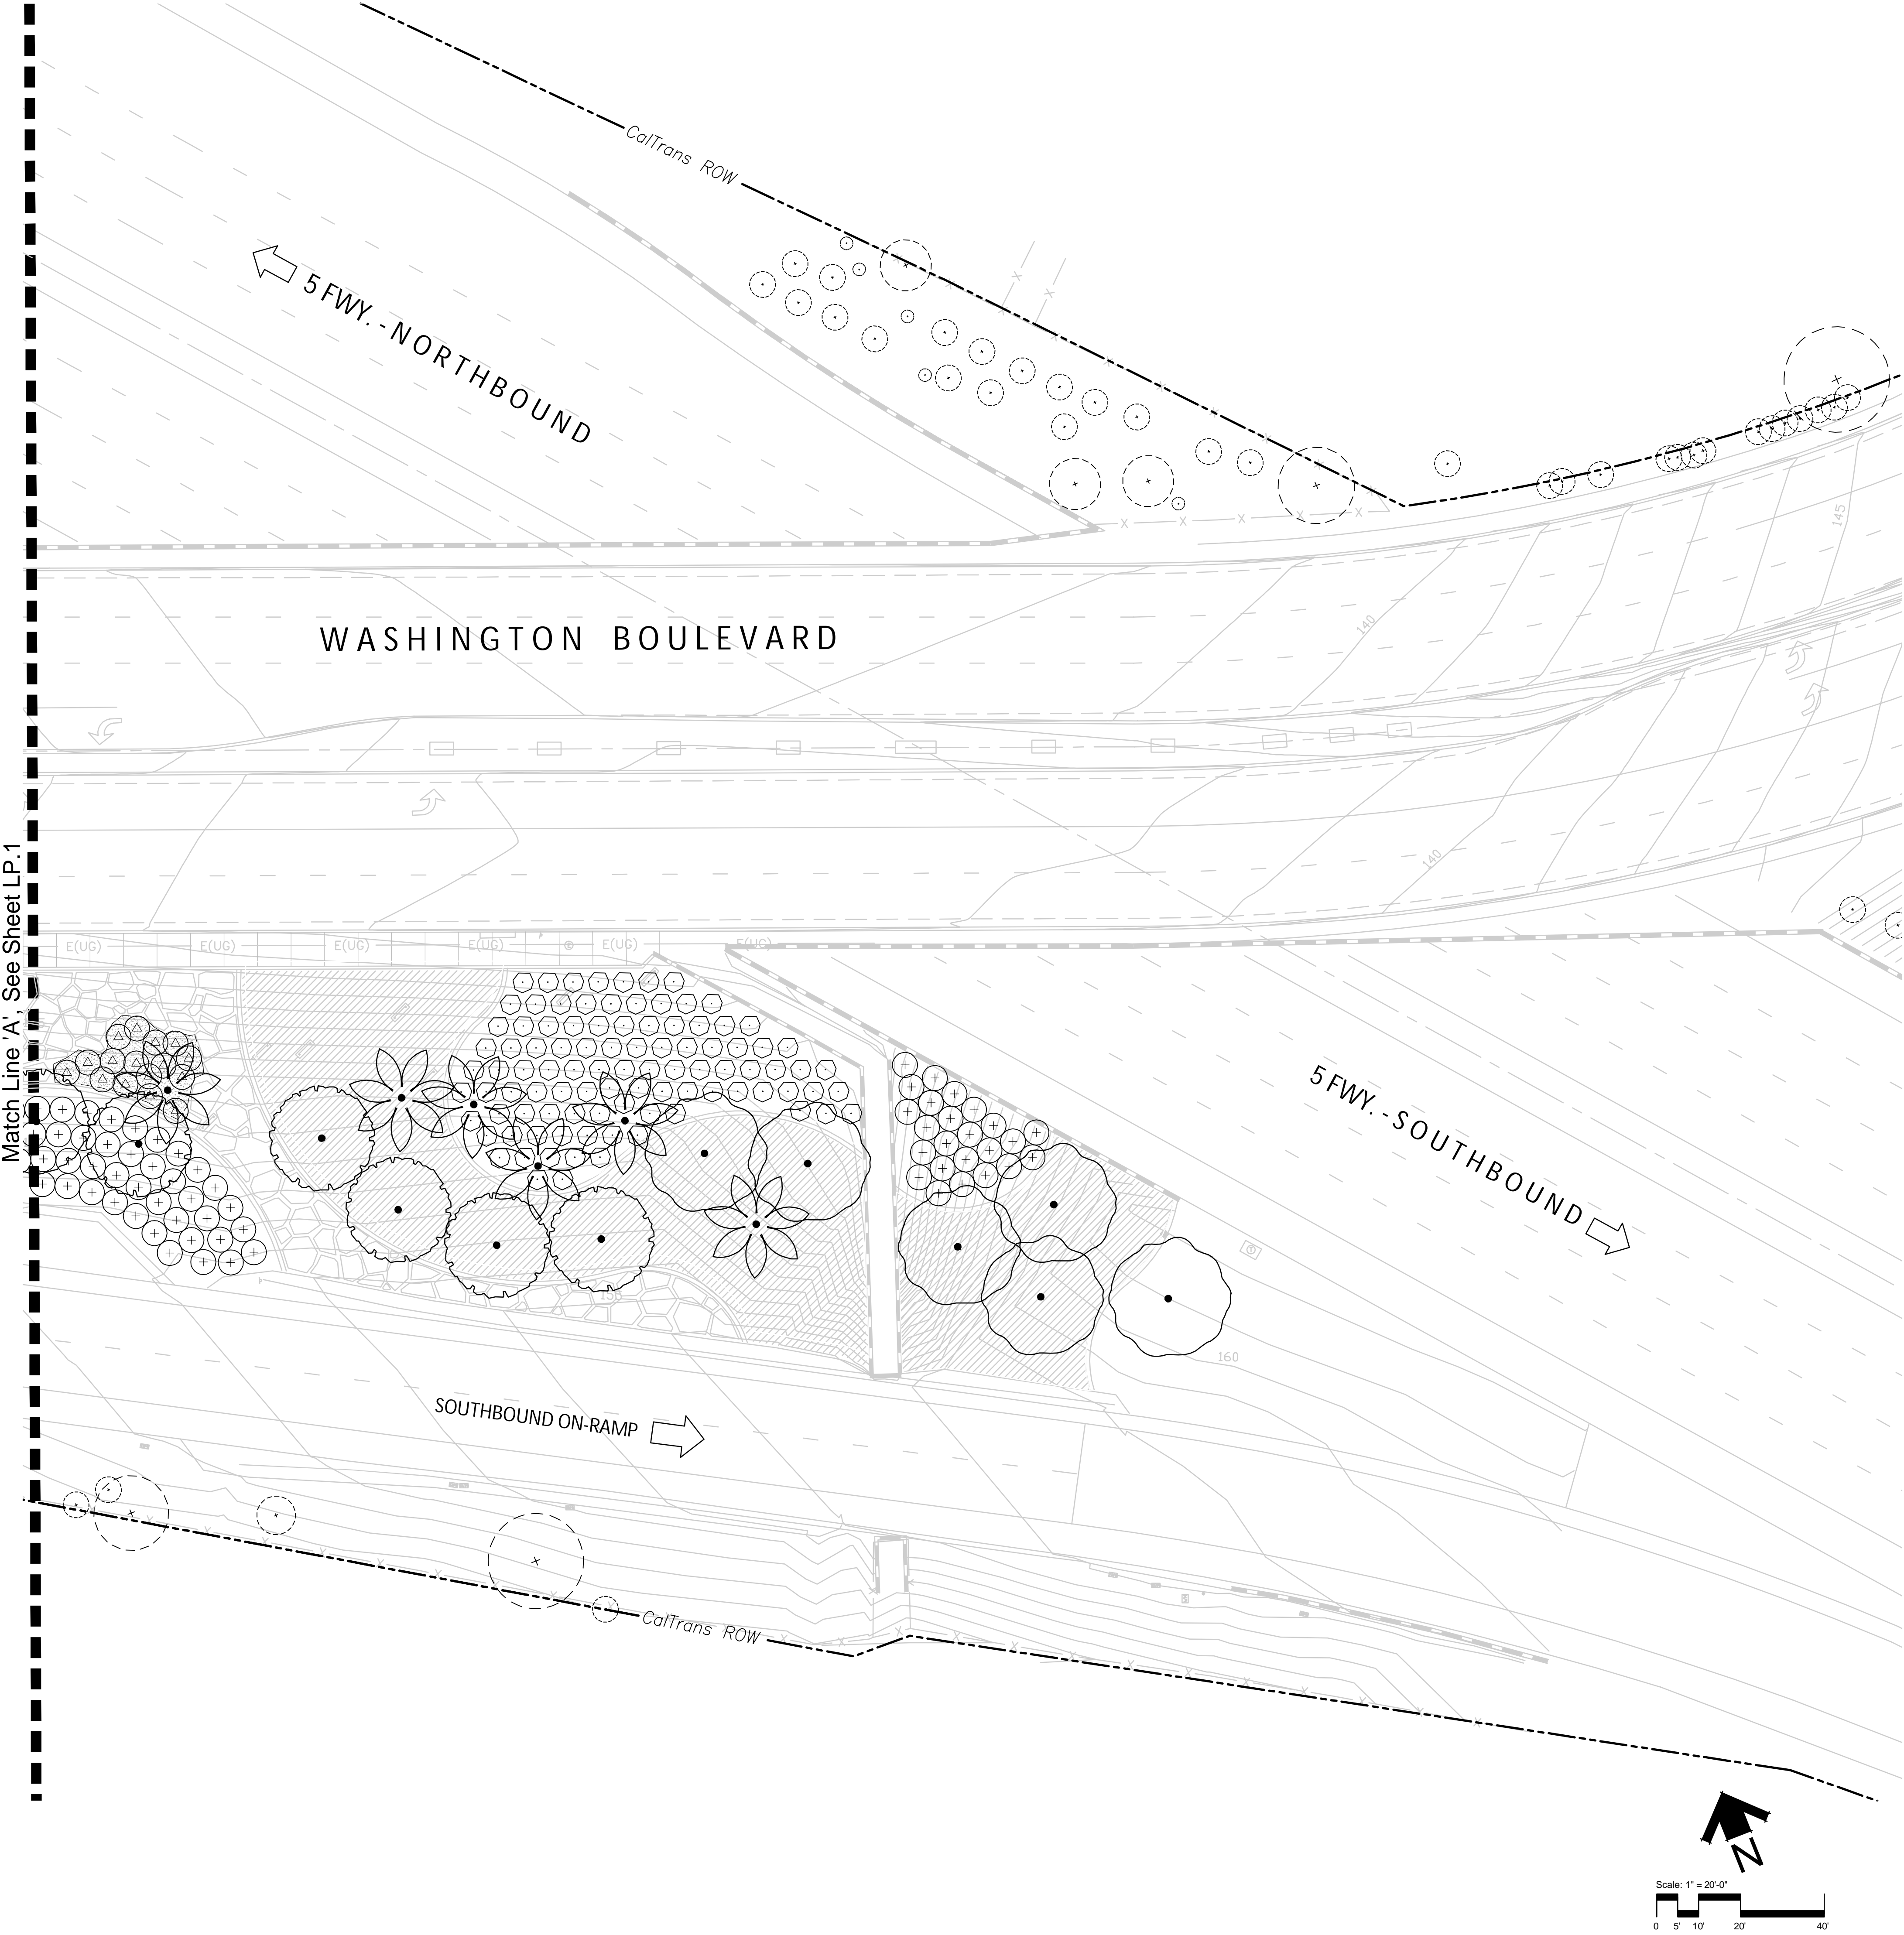 CalTrans ROW
5 FWY. - NORTHBOUND
145
WASHINGTON BOULEVARD
140
140
Match Line 'A', See Sheet LP.1
E(UG) E(UG) E(UG) E(UG) E(UG) E(UG)
5 FWY. - SOUTHBOUND
160
SOUTHBOUND ON-RAMP
CalTrans ROW
N
Scale: 1" = 20'-0"
0 5' 10' 20' 40'